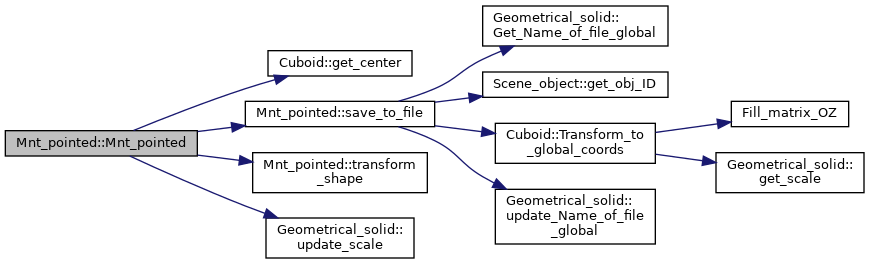 Mnt_pointed::Mnt_pointed
Cuboid::get_center
Mnt_pointed::save_to_file
Mnt_pointed::transform
_shape
Geometrical_solid::
update_scale
Geometrical_solid::
Get_Name_of_file_global
Scene_object::get_obj_ID
Cuboid::Transform_to
_global_coords
Geometrical_solid::
update_Name_of_file
_global
Fill_matrix_OZ
Geometrical_solid::
get_scale